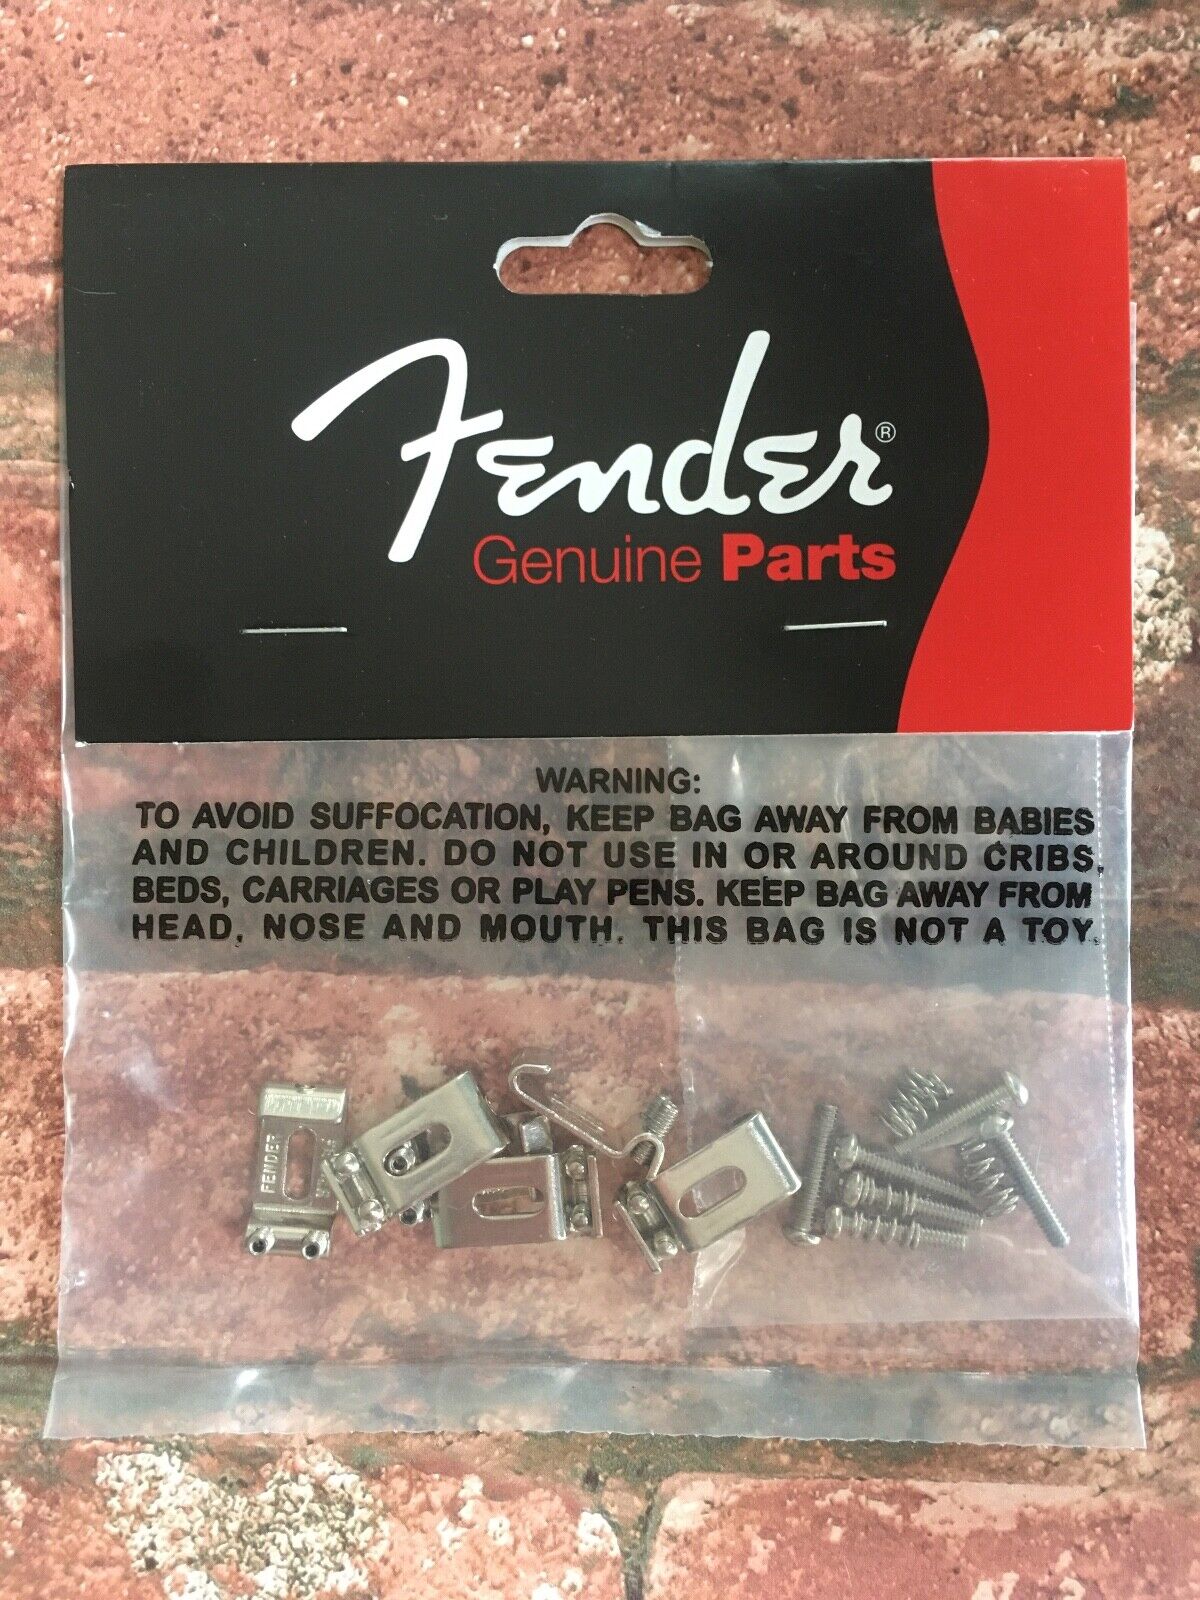 Fender®
Genuine Parts
WARNING:
TO AVOID SUFFOCATION, KEEP BAG AWAY FROM BABIES
AND CHILDREN. DO NOT USE IN OR AROUND CRIBS,
BEDS, CARRIAGES OR PLAY PENS. KEEP BAG AWAY FROM
HEAD, NOSE AND MOUTH. THIS BAG IS NOT A TOY.
FENDER